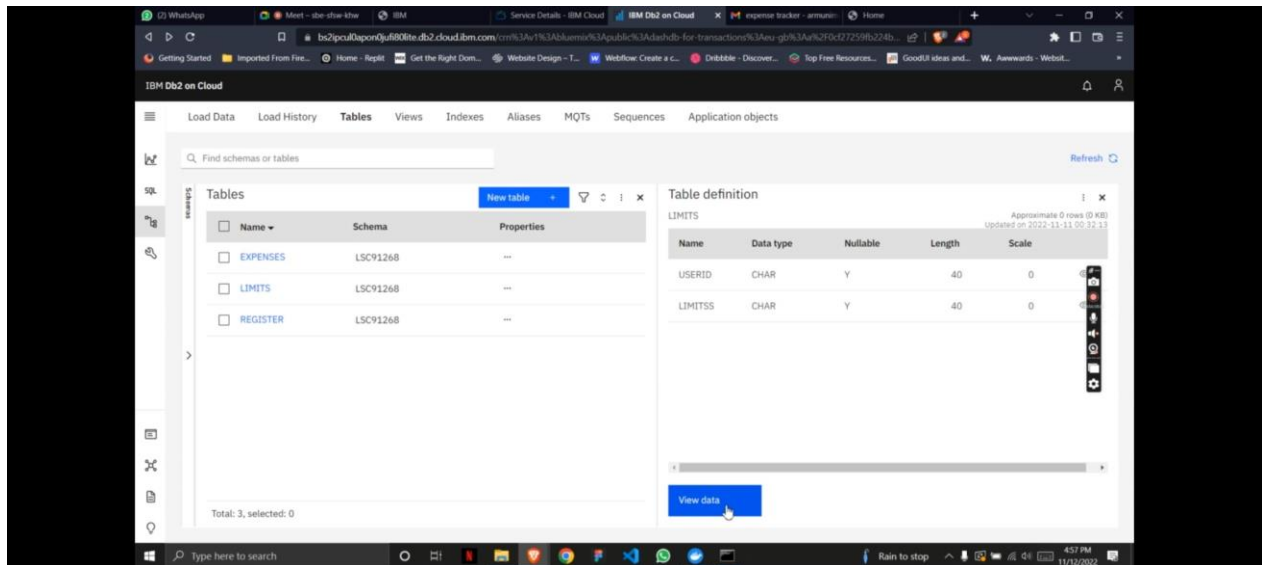 (2) WhatsApp
Meet - sbe-sfsw-khw
IBM
Service Details - IBM Cloud
IBM Db2 on Cloud
expense tracker - armunin
Home
bs2ipcul0apon0jufi80lite.db2.cloud.ibm.com/crn%3Av1%3Abluemix%3Apublic%3Adashdb-for-transactions%3Aeu-gb%3Aa%2F0cf27259fb224b...
Getting Started
Imported From Fire...
Home - Replit
Get the Right Dom...
Website Design – T...
Webflow: Create a c...
Dribbble - Discover...
Top Free Resources...
GoodUI ideas and...
W. Awwwards - Websit...
IBM Db2 on Cloud
Load Data
Load History
Tables
Views
Indexes
Aliases
MQTs
Sequences
Application objects
Find schemas or tables
Refresh
SQL
Schemas
Tables
New table +
Name
Schema
Properties
EXPENSES
LSC91268
LIMITS
LSC91268
REGISTER
LSC91268
Total: 3, selected: 0
Table definition
LIMITS
Approximate 0 rows (0 KB)
Updated on 2022-11-11 00:32:13
Name Data type Nullable Length Scale
USERID CHAR Y 40 0
LIMITSS CHAR Y 40 0
View data
Type here to search
Rain to stop
4:57 PM
11/12/2022